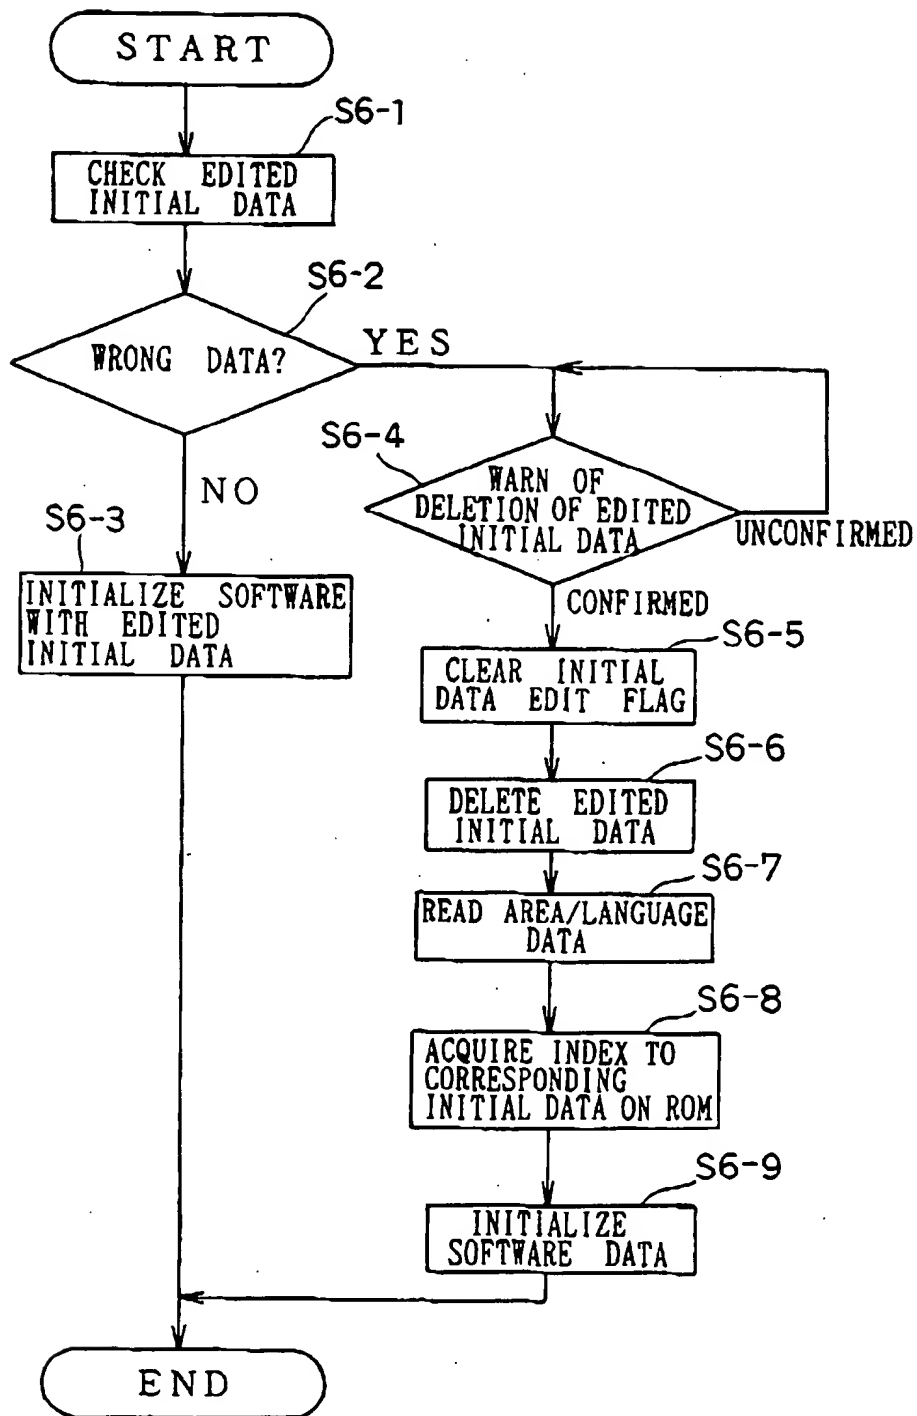 START
S6-1
CHECK EDITED
INITIAL DATA
S6-2
WRONG DATA?
YES
NO
S6-3
INITIALIZE SOFTWARE
WITH EDITED
INITIAL DATA
S6-4
WARN OF
DELETION OF EDITED
INITIAL DATA
UNCONFIRMED
CONFIRMED
S6-5
CLEAR INITIAL
DATA EDIT FLAG
S6-6
DELETE EDITED
INITIAL DATA
S6-7
READ AREA/LANGUAGE
DATA
S6-8
ACQUIRE INDEX TO
CORRESPONDING
INITIAL DATA ON ROM
S6-9
INITIALIZE
SOFTWARE DATA
END